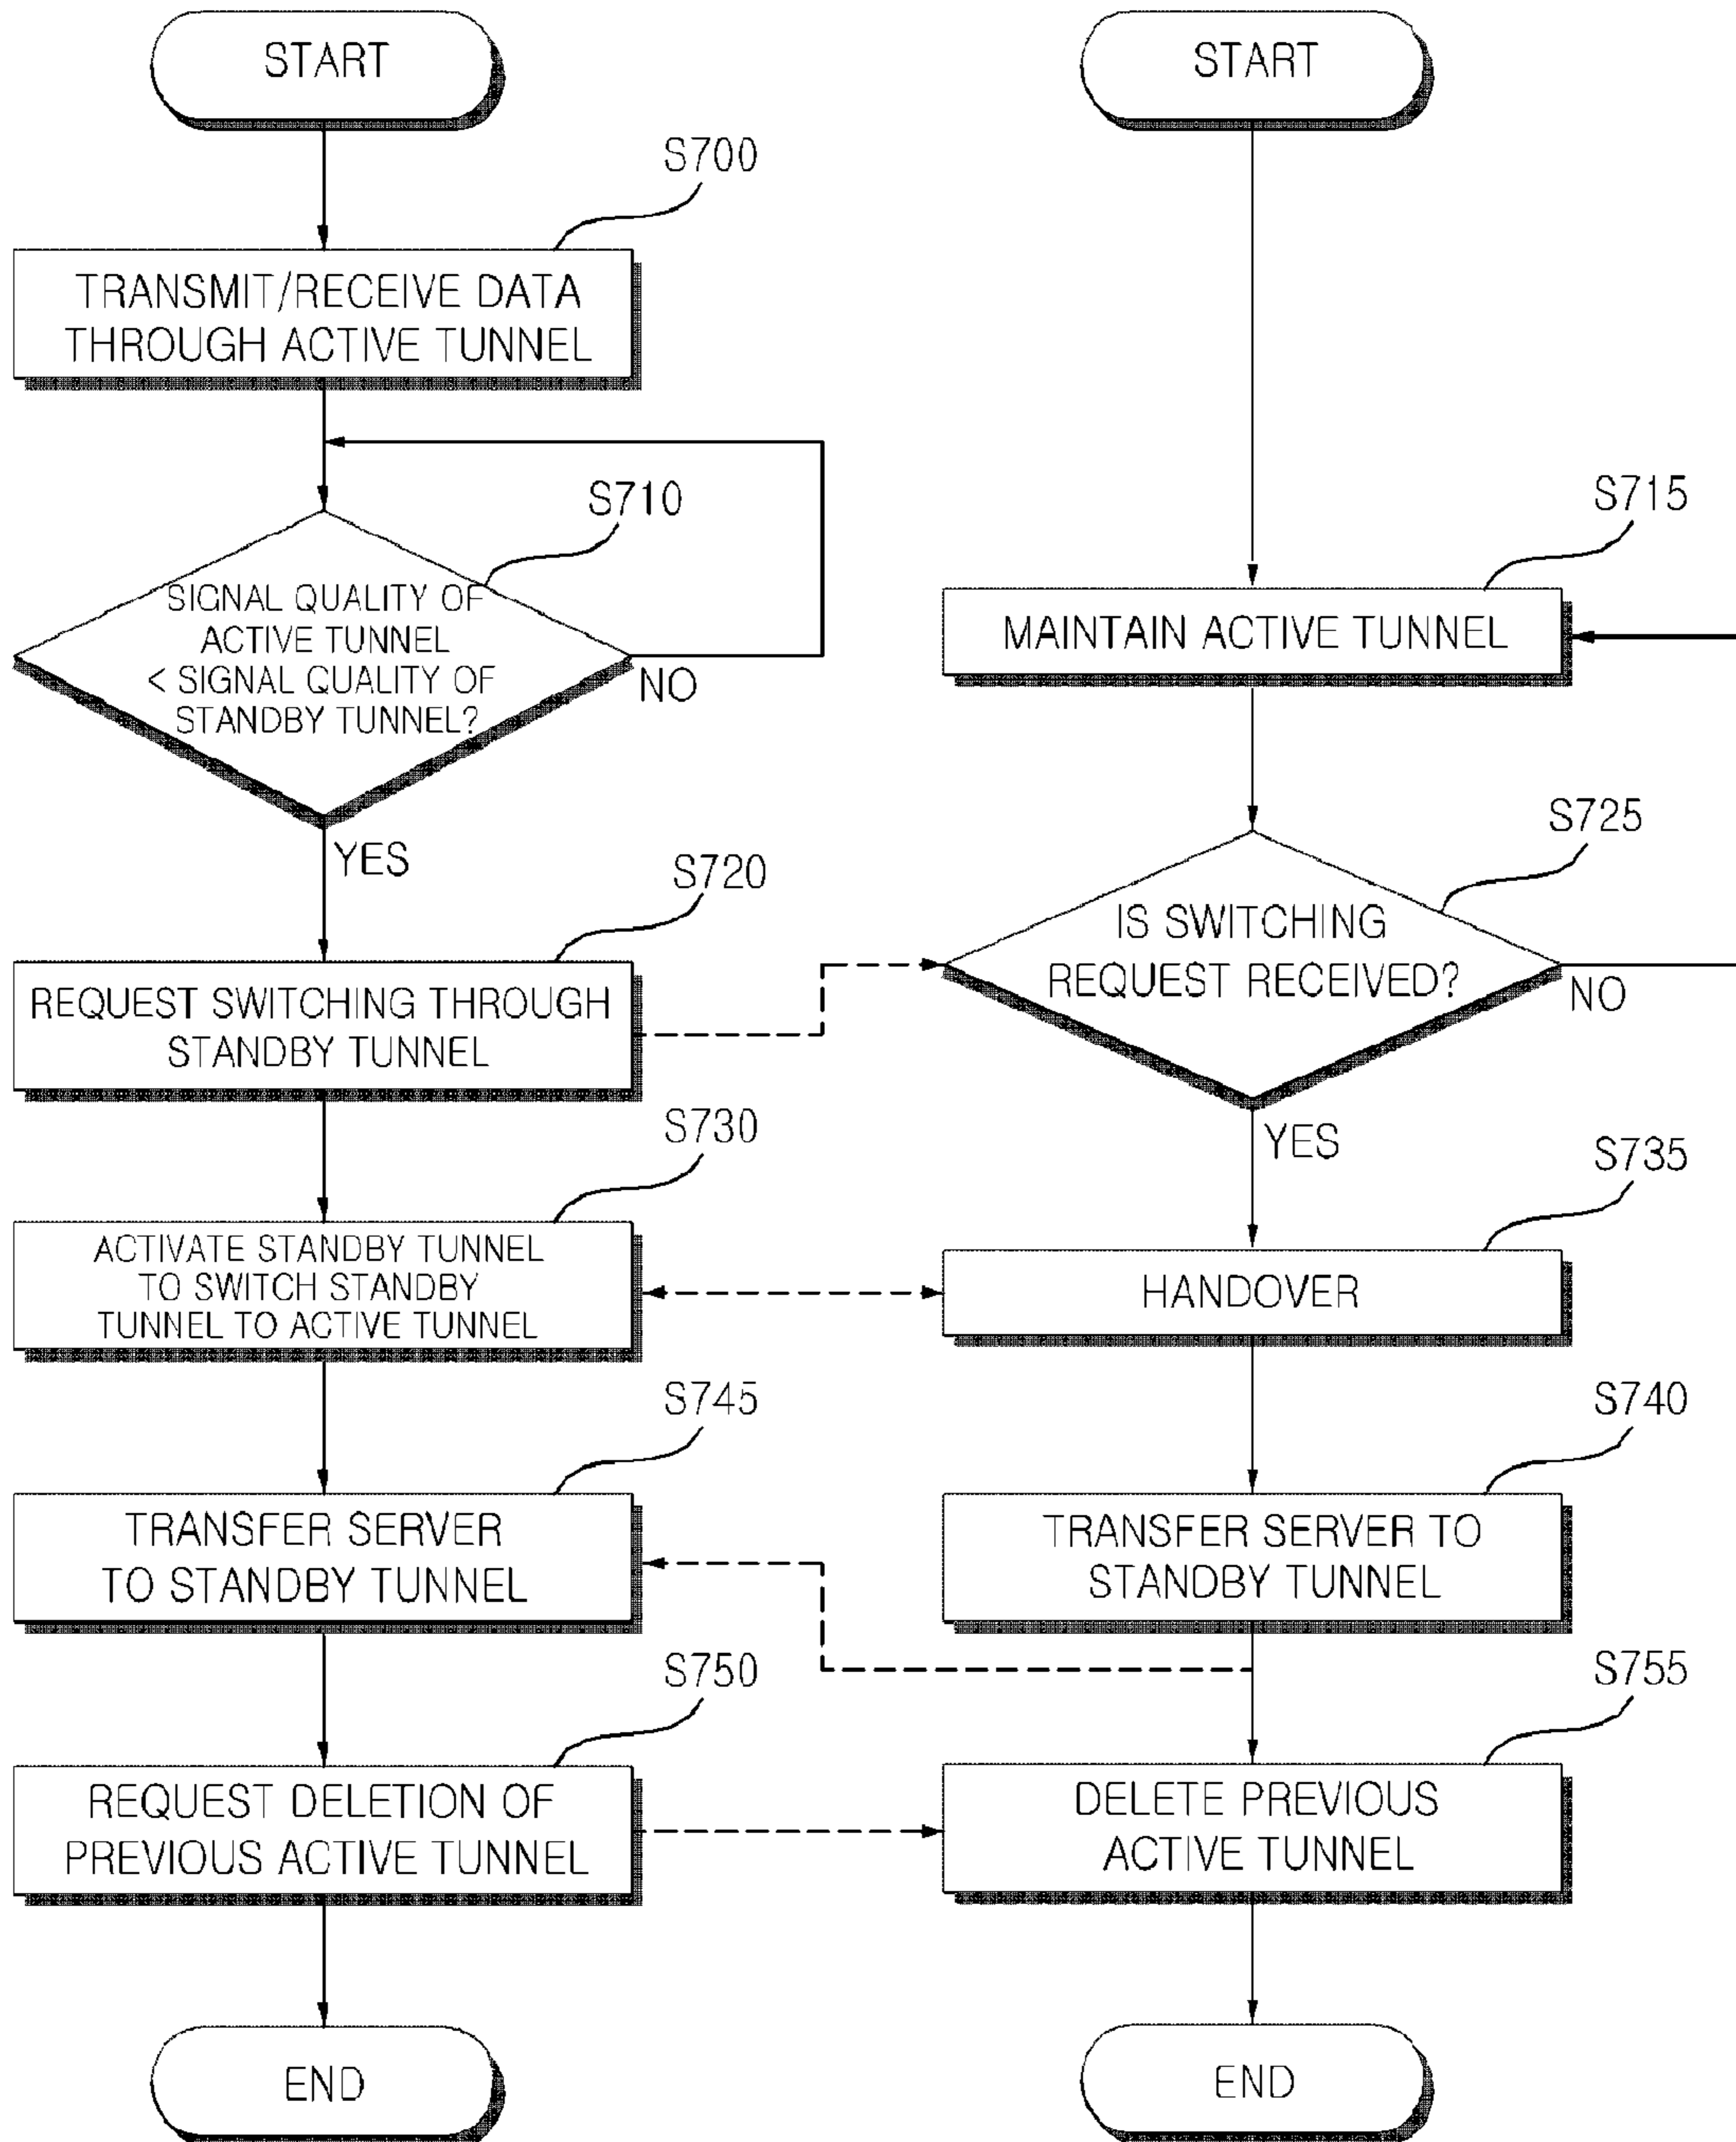 START
S700
TRANSMIT/RECEIVE DATA
THROUGH ACTIVE TUNNEL
S710
SIGNAL QUALITY OF
ACTIVE TUNNEL
< SIGNAL QUALITY OF
STANDBY TUNNEL?
NO
YES
S720
REQUEST SWITCHING THROUGH
STANDBY TUNNEL
S730
ACTIVATE STANDBY TUNNEL
TO SWITCH STANDBY
TUNNEL TO ACTIVE TUNNEL
S745
TRANSFER SERVER
TO STANDBY TUNNEL
S750
REQUEST DELETION OF
PREVIOUS ACTIVE TUNNEL
END
START
S715
MAINTAIN ACTIVE TUNNEL
S725
IS SWITCHING
REQUEST RECEIVED?
NO
YES
S735
HANDOVER
S740
TRANSFER SERVER TO
STANDBY TUNNEL
S755
DELETE PREVIOUS
ACTIVE TUNNEL
END